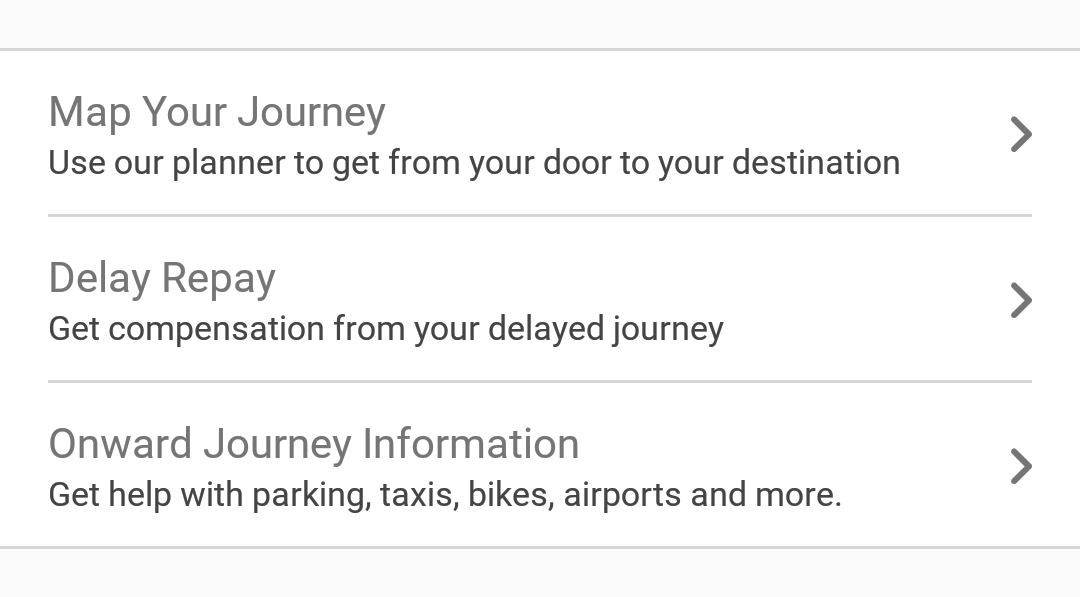 Map Your Journey
Use our planner to get from your door to your destination
Delay Repay
Get compensation from your delayed journey
Onward Journey Information
Get help with parking, taxis, bikes, airports and more.